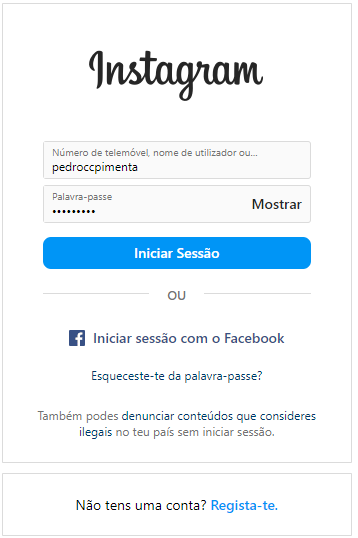 Instagram
Número de telemóvel, nome de utilizador ou...
pedroccpimenta
Palavra-passe
•••••••••
Mostrar
Iniciar Sessão
OU
Iniciar sessão com o Facebook
Esqueceste-te da palavra-passe?
Também podes denunciar conteúdos que consideres
ilegais no teu país sem iniciar sessão.
Não tens uma conta? Regista-te.